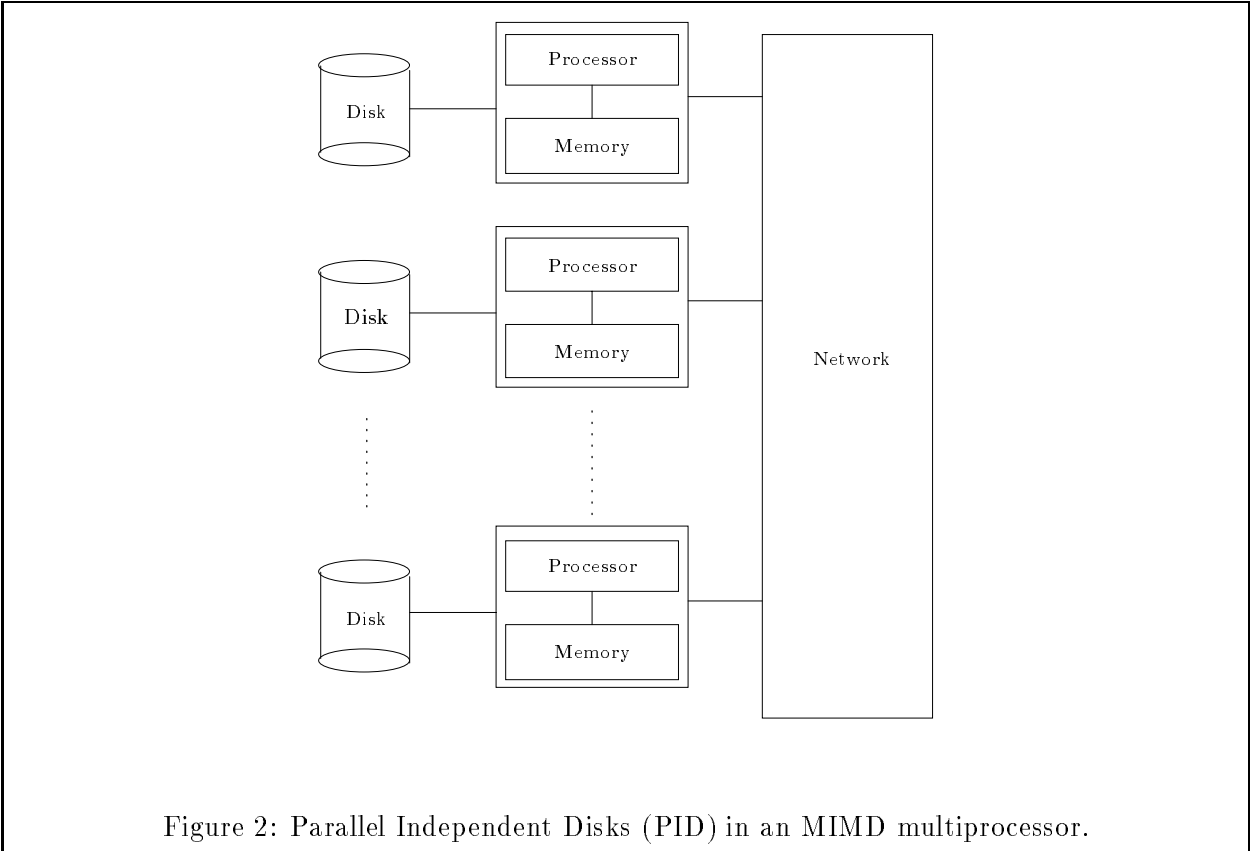 Processor
Disk
Memory
Processor
Disk
Memory
Network
Processor
Disk
Memory
Figure 2: Parallel Independent Disks (PID) in an MIMD multiprocessor.